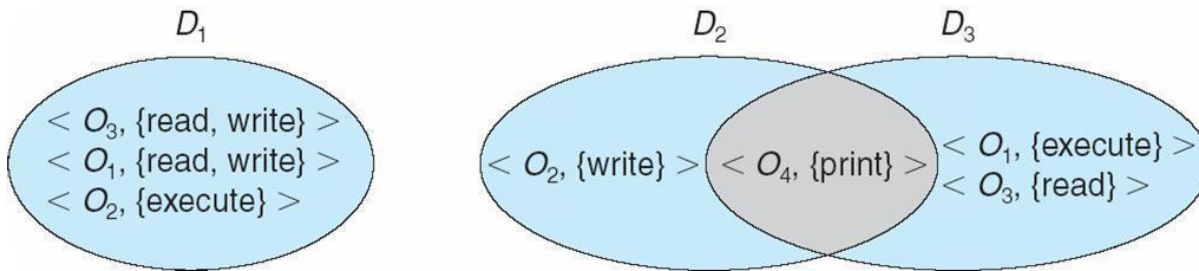 D₁
D₂
D₃
< O₃, {read, write} >
< O₁, {read, write} >
< O₂, {execute} >
< O₂, {write} >
< O₄, {print} >
< O₁, {execute} >
< O₃, {read} >